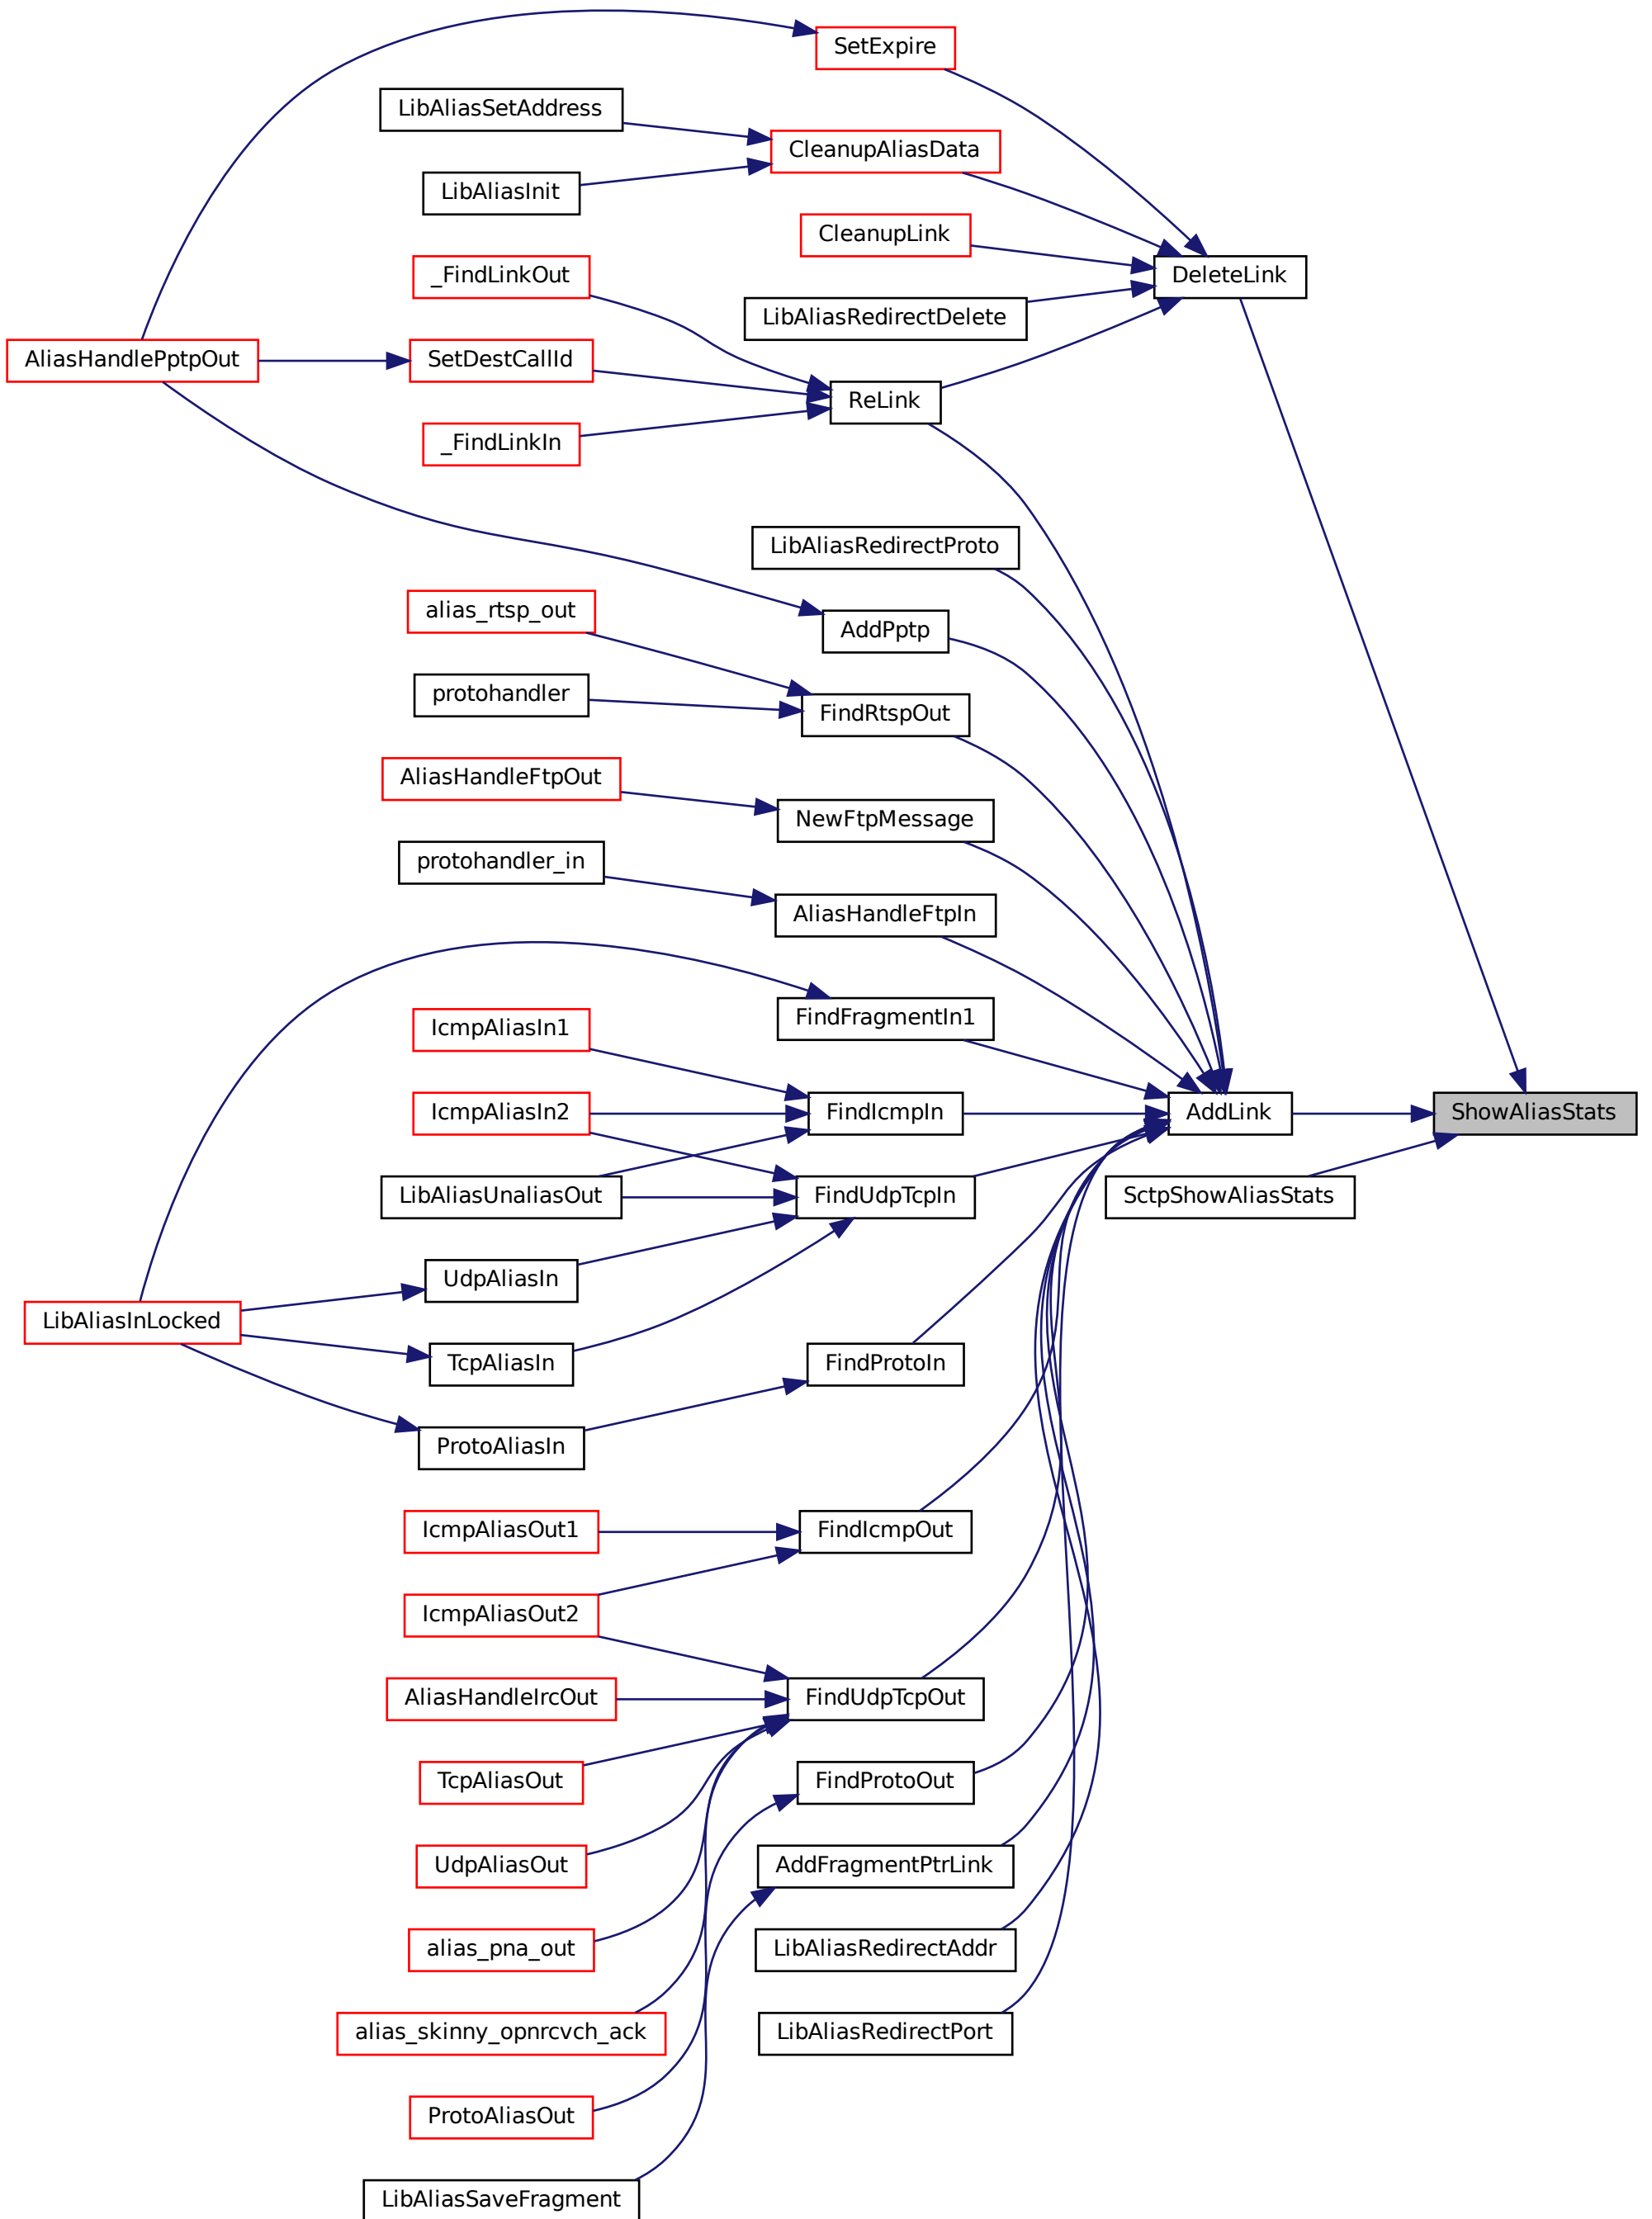 SetExpire
LibAliasSetAddress
CleanupAliasData
LibAliasInit
CleanupLink
_FindLinkOut
DeleteLink
LibAliasRedirectDelete
AliasHandlePptpOut
SetDestCallId
ReLink
_FindLinkIn
LibAliasRedirectProto
alias_rtsp_out
AddPptp
protohandler
FindRtspOut
AliasHandleFtpOut
NewFtpMessage
protohandler_in
AliasHandleFtpIn
FindFragmentIn1
IcmpAliasIn1
IcmpAliasIn2
FindIcmpIn
AddLink
ShowAliasStats
LibAliasUnaliasOut
FindUdpTcpIn
SctpShowAliasStats
UdpAliasIn
LibAliasInLocked
TcpAliasIn
FindProtoIn
ProtoAliasIn
IcmpAliasOut1
FindIcmpOut
IcmpAliasOut2
AliasHandleIrcOut
FindUdpTcpOut
TcpAliasOut
FindProtoOut
UdpAliasOut
AddFragmentPtrLink
alias_pna_out
LibAliasRedirectAddr
alias_skinny_opnrcvch_ack
LibAliasRedirectPort
ProtoAliasOut
LibAliasSaveFragment